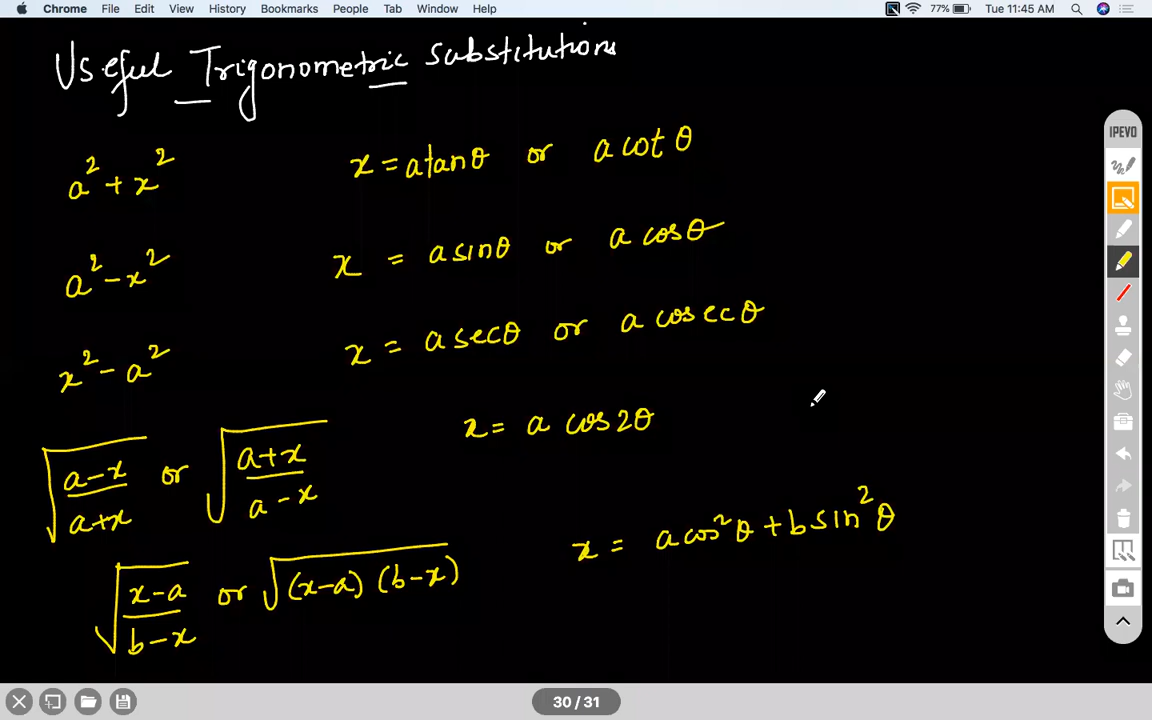 Chrome File Edit View History Bookmarks People Tab Window Help 77% Tue 11:45 AM
Useful Trigonometric Substitutions
IPEVO
a² + x² x = a tanθ or a cot θ
a² - x² x = a sinθ or a cosθ
x² - a² x = a secθ or a cosecθ
√((a-x)/(a+x)) or √((a+x)/(a-x)) x = a cos2θ
√((x-a)/(b-x)) or √((x-a)(b-x)) x = a cos²θ + b sin²θ
30 / 31